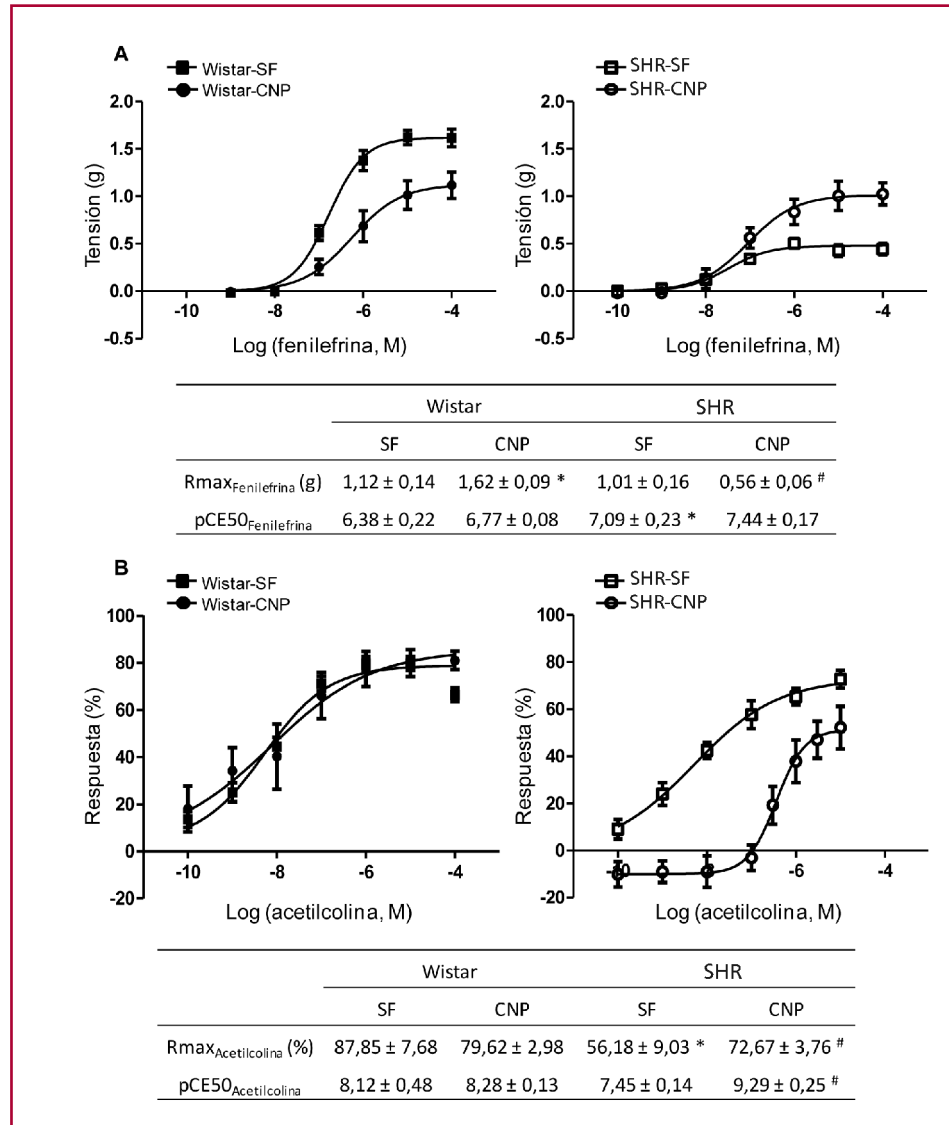 A
Wistar-SF
Wistar-CNP
2.0
1.5
1.0
0.5
0.0
-0.5
Tensión (g)
-10 -8 -6 -4
Log (fenilefrina, M)
SHR-SF
SHR-CNP
2.0
1.5
1.0
0.5
0.0
-0.5
Tensión (g)
-10 -8 -6 -4
Log (fenilefrina, M)
Wistar SHR
SF CNP SF CNP
RmaxFenilefrina (g) 1,12 ± 0,14 1,62 ± 0,09 * 1,01 ± 0,16 0,56 ± 0,06 #
pCE50Fenilefrina 6,38 ± 0,22 6,77 ± 0,08 7,09 ± 0,23 * 7,44 ± 0,17
B
Wistar-SF
Wistar-CNP
100
80
60
40
20
0
-20
Respuesta (%)
-10 -8 -6 -4
Log (acetilcolina, M)
SHR-SF
SHR-CNP
100
80
60
40
20
0
-20
Respuesta (%)
-10 -8 -6 -4
Log (acetilcolina, M)
Wistar SHR
SF CNP SF CNP
RmaxAcetilcolina (%) 87,85 ± 7,68 79,62 ± 2,98 56,18 ± 9,03 * 72,67 ± 3,76 #
pCE50Acetilcolina 8,12 ± 0,48 8,28 ± 0,13 7,45 ± 0,14 9,29 ± 0,25 #